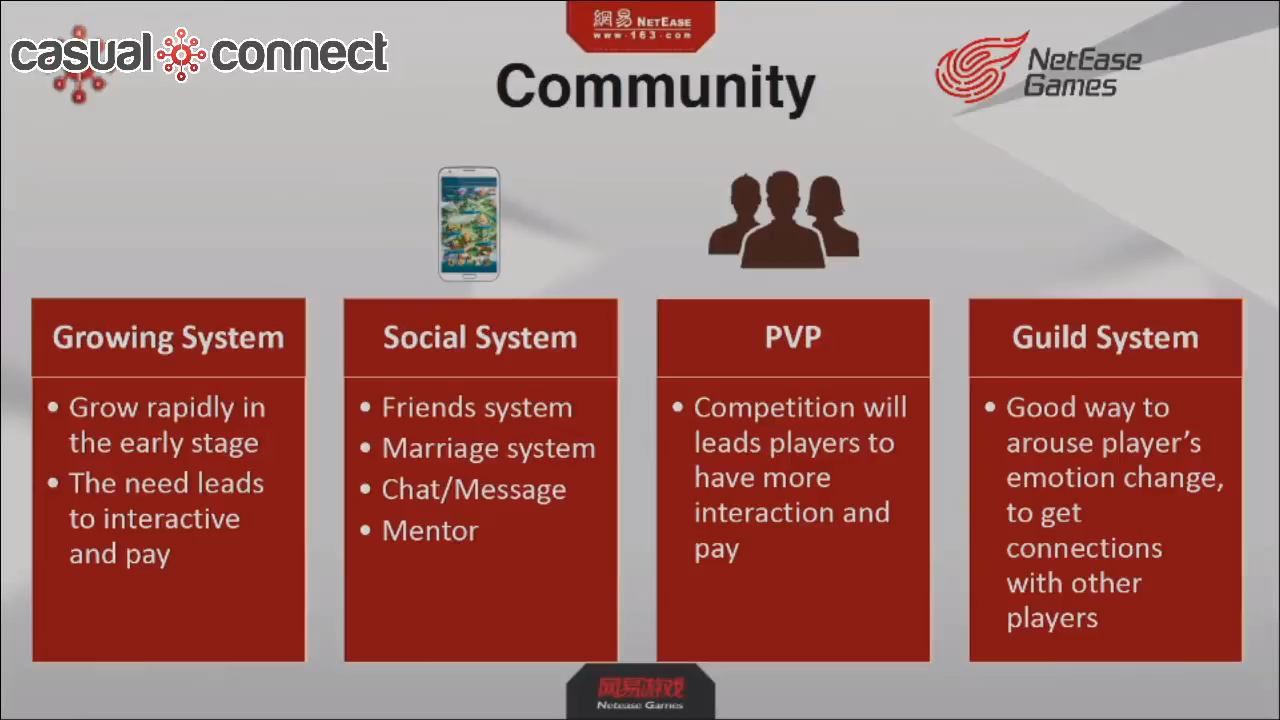 casual connect
網易 NETEASE
www.163.com
NetEase
Games
Community
Growing System
• Grow rapidly in
the early stage
• The need leads
to interactive
and pay
Social System
• Friends system
• Marriage system
• Chat/Message
• Mentor
PVP
• Competition will
leads players to
have more
interaction and
pay
Guild System
• Good way to
arouse player’s
emotion change,
to get
connections
with other
players
网易游戏
Netease Games